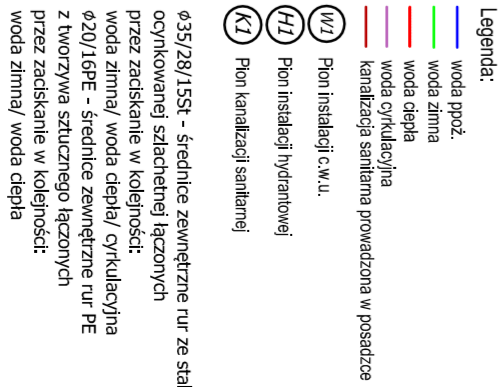 Legenda:
woda ppoż.
woda zimna
woda ciepła
woda cyrkulacyjna
kanalizacja sanitarna prowadzona w posadzce
W1 Pion instalacji c.w.u.
H1 Pion instalacji hydrantowej
K1 Pion kanalizacji sanitarnej
ϕ35/28/15St - średnice zewnętrzne rur ze stal
ocynkowanej szlachetnej łączonych
przez zaciskanie w kolejności:
woda zimna/ woda ciepła/ cyrkulacyjna
ϕ20/16PE - średnice zewnętrzne rur PE
z tworzywa sztucznego łączonych
przez zaciskanie w kolejności:
woda zimna/ woda ciepła